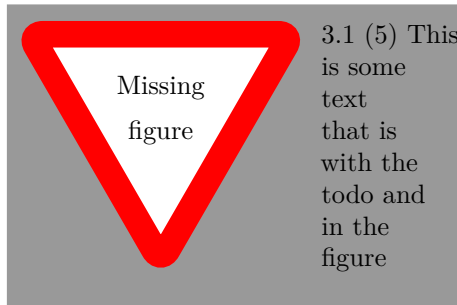 Missing
figure
3.1 (5) This
is some
text
that is
with the
todo and
in the
figure